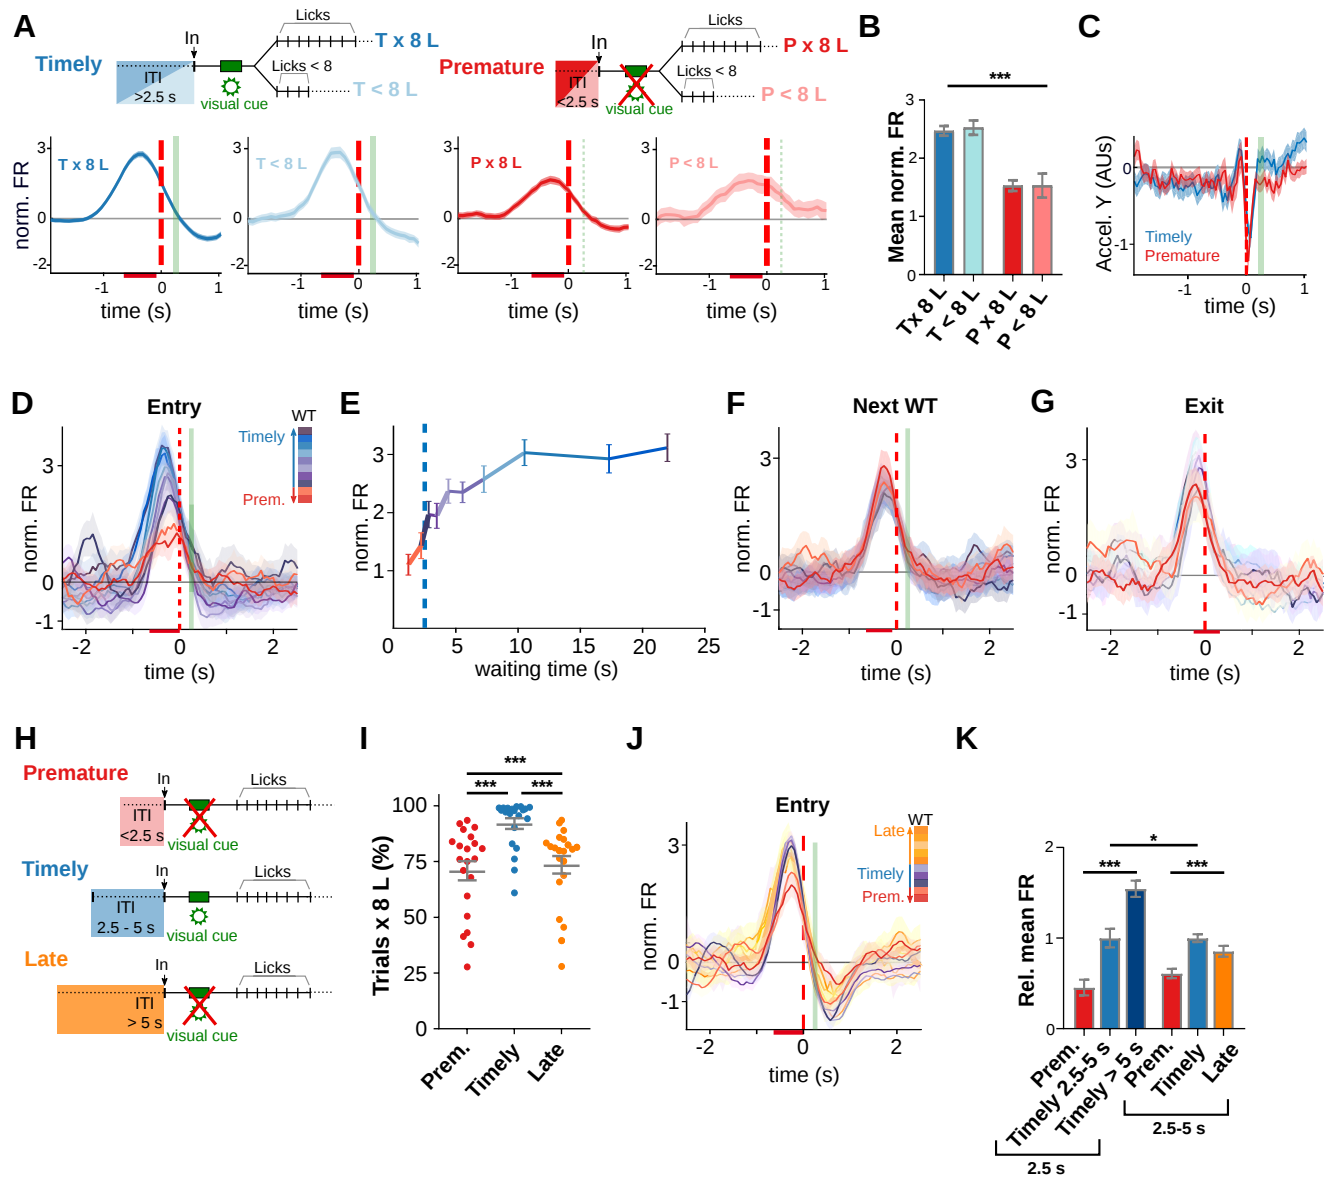 A
Timely
ITI
>2.5 s
In
visual cue
Licks
T x 8 L
Licks < 8
T < 8 L
Premature
ITI
<2.5 s
In
visual cue
Licks
P x 8 L
Licks < 8
P < 8 L
norm. FR
3
0
-2
T x 8 L
-1
0
1
time (s)
3
0
-2
T < 8 L
-1
0
1
time (s)
3
0
-2
P x 8 L
-1
0
1
time (s)
3
0
-2
P < 8 L
-1
0
1
time (s)
B
Mean norm. FR
3
2
1
0
***
Tx 8 L
T < 8 L
P x 8 L
P < 8 L
C
Accel. Y (AUs)
0
-1
Timely
Premature
-1
0
1
time (s)
D
Entry
WT
Timely
Prem.
norm. FR
3
0
-1
-2
0
2
time (s)
E
norm. FR
3
2
1
0
5
10
15
20
25
waiting time (s)
F
Next WT
norm. FR
3
0
-1
-2
0
2
time (s)
G
Exit
norm. FR
3
0
-1
-2
0
2
time (s)
H
Premature
In
Licks
ITI
<2.5 s
visual cue
Timely
In
Licks
ITI
2.5 - 5 s
visual cue
Late
In
Licks
ITI
> 5 s
visual cue
I
***
***
***
Trials x 8 L (%)
100
75
50
25
0
Prem.
Timely
Late
J
Entry
WT
Late
Timely
Prem.
norm. FR
3
0
-1
-2
0
2
time (s)
K
Rel. mean FR
2
1
0
*
***
***
Prem.
Timely 2.5-5 s
Timely > 5 s
Prem.
Timely
Late
2.5-5 s
2.5 s